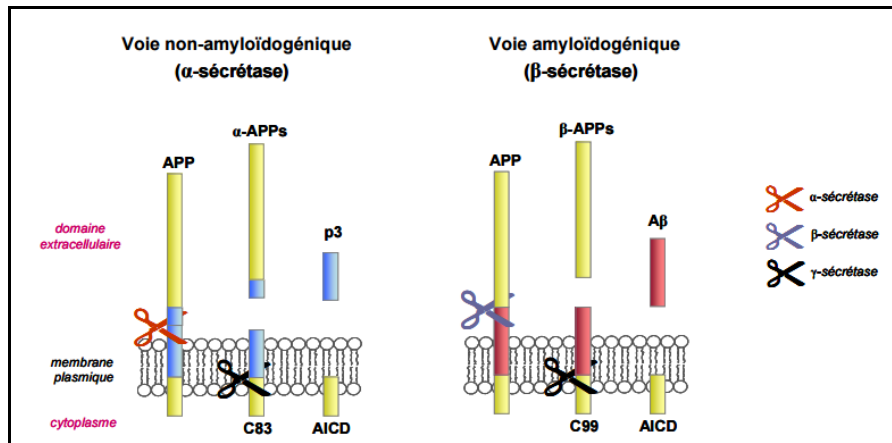 Voie non-amyloïdogénique
(α-sécrétase)
Voie amyloïdogénique
(β-sécrétase)
α-APPs
APP
p3
domaine
extracellulaire
membrane
plasmique
cytoplasme
C83
AICD
β-APPs
APP
Aβ
C99
AICD
α-sécrétase
β-sécrétase
γ-sécrétase